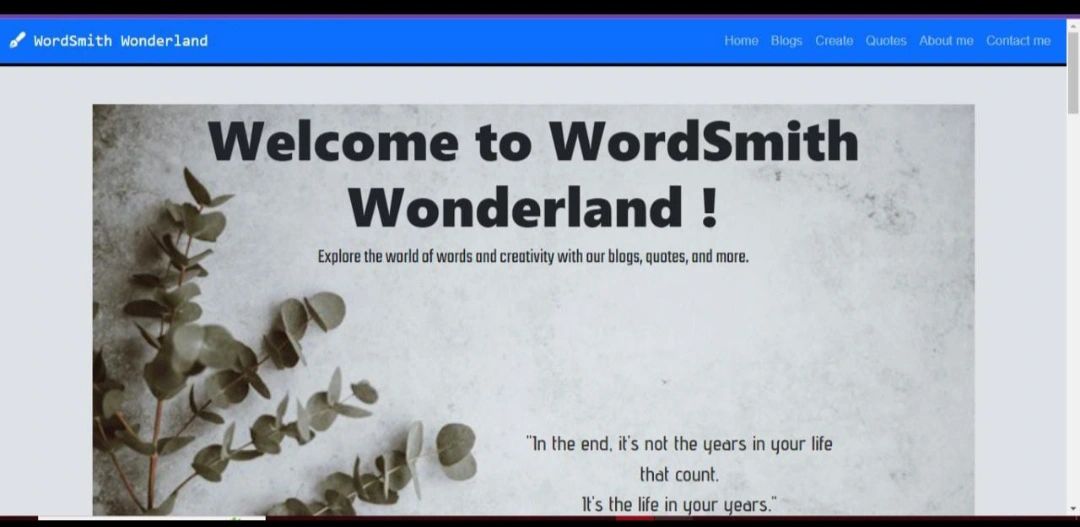 WordSmith Wonderland
Home Blogs Create Quotes About me Contact me
Welcome to WordSmith
Wonderland !
Explore the world of words and creativity with our blogs, quotes, and more.
"In the end, it's not the years in your life
that count.
It's the life in your years."